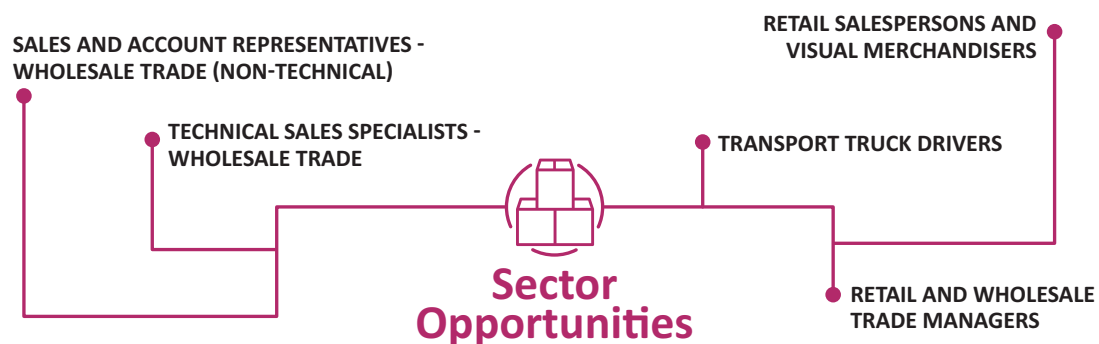 SALES AND ACCOUNT REPRESENTATIVES -
WHOLESALE TRADE (NON-TECHNICAL)
TECHNICAL SALES SPECIALISTS -
WHOLESALE TRADE
RETAIL SALESPERSONS AND
VISUAL MERCHANDISERS
TRANSPORT TRUCK DRIVERS
Sector
Opportunities
RETAIL AND WHOLESALE
TRADE MANAGERS